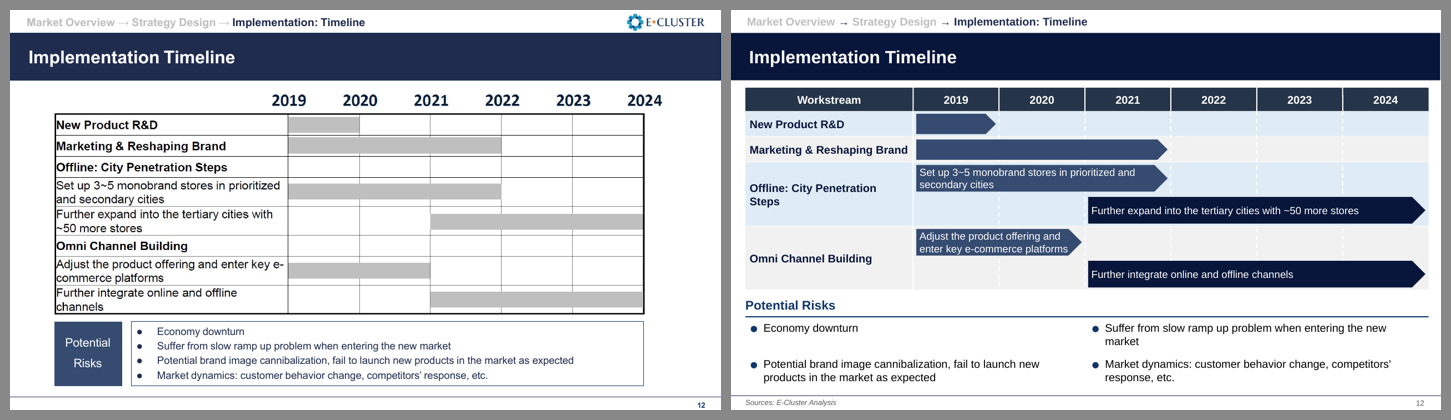 Market Overview → Strategy Design → Implementation: Timeline
E•CLUSTER
Implementation Timeline
2019 2020 2021 2022 2023 2024
New Product R&D
Marketing & Reshaping Brand
Offline: City Penetration Steps
Set up 3~5 monobrand stores in prioritized
and secondary cities
Further expand into the tertiary cities with
~50 more stores
Omni Channel Building
Adjust the product offering and enter key e-
commerce platforms
Further integrate online and offline
channels
Potential
Risks
● Economy downturn
● Suffer from slow ramp up problem when entering the new market
● Potential brand image cannibalization, fail to launch new products in the market as expected
● Market dynamics: customer behavior change, competitors' response, etc.
12
Market Overview → Strategy Design → Implementation: Timeline
Implementation Timeline
Workstream 2019 2020 2021 2022 2023 2024
New Product R&D
Marketing & Reshaping Brand
Offline: City Penetration
Steps
Set up 3~5 monobrand stores in prioritized and
secondary cities
Further expand into the tertiary cities with ~50 more stores
Omni Channel Building
Adjust the product offering and
enter key e-commerce platforms
Further integrate online and offline channels
Potential Risks
● Economy downturn
● Suffer from slow ramp up problem when entering the new
market
● Potential brand image cannibalization, fail to launch new
products in the market as expected
● Market dynamics: customer behavior change, competitors'
response, etc.
Sources: E-Cluster Analysis
12